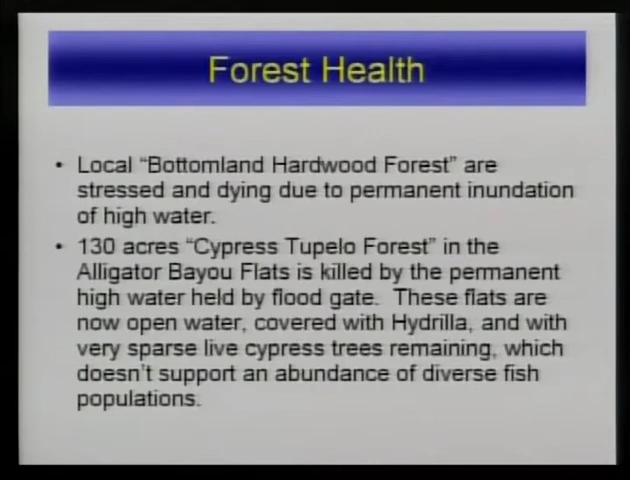 Forest Health
• Local “Bottomland Hardwood Forest” are
stressed and dying due to permanent inundation
of high water.
• 130 acres “Cypress Tupelo Forest” in the
Alligator Bayou Flats is killed by the permanent
high water held by flood gate.  These flats are
now open water, covered with Hydrilla, and with
very sparse live cypress trees remaining, which
doesn’t support an abundance of diverse fish
populations.